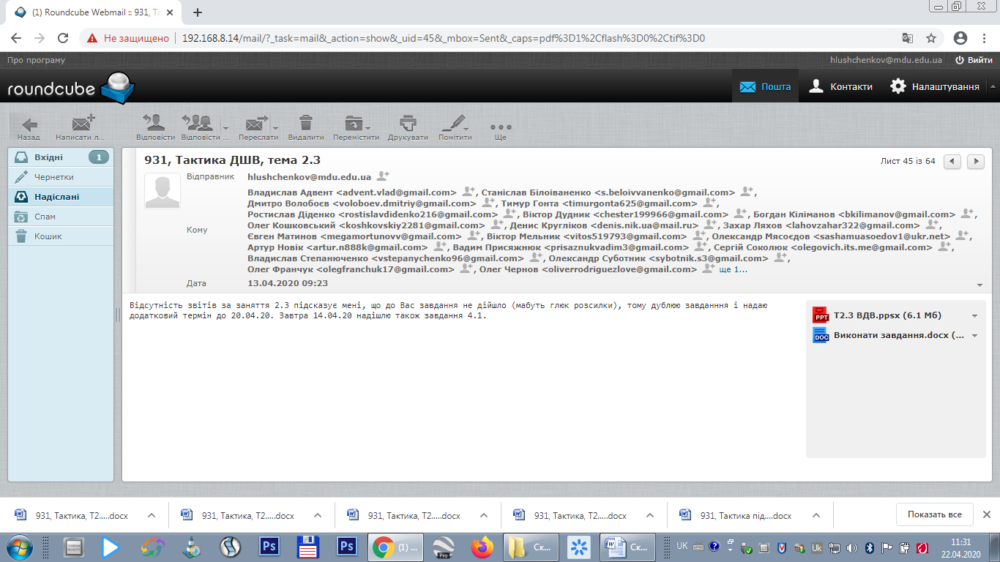 (1) Roundcube Webmail :: 931, Та
Не защищено 192.168.8.14/mail/?_task=mail&_action=show&_uid=45&_mbox=Sent&_caps=pdf%3D1%2Cflash%3D0%2Ctif%3D0
Про програму hlushchenkov@mdu.edu.ua Вийти
roundcube Пошта Контакти Налаштування
Назад Написати л... Відповісти Відповісти ... Переслати Видалити Перемістити Друкувати Помітити Ще
Вхідні 1
Чернетки
Надіслані
Спам
Кошик
931, Тактика ДШВ, тема 2.3 Лист 45 із 64
Відправник hlushchenkov@mdu.edu.ua
Кому
Владислав Адвент <advent.vlad@gmail.com> , Станіслав Білоіваненко <s.beloivvanenko@gmail.com> ,
Дмитро Волобоєв <voloboev.dmitriy@gmail.com> , Тимур Гонта <timurgonta625@gmail.com> ,
Ростислав Діденко <rostislavdidenko216@gmail.com> , Віктор Дудник <chester199966@gmail.com> , Богдан Кіліманов <bkilimanov@gmail.com> ,
Олег Кошковський <koshkovskiy2281@gmail.com> , Денис Кругліков <denis.nik.ua@mail.ru> , Захар Ляхов <lahovzahar322@gmail.com> ,
Євген Матинов <megamortunovv@gmail.com> , Віктор Мельник <vitos519793@gmail.com> , Олександр Мясоєдов <sashamuasoedov1@ukr.net> ,
Артур Новік <artur.n888k@gmail.com> , Вадим Присяжнюк <prisaznukvadim3@gmail.com> , Сергій Соколюк <olegovich.its.me@gmail.com> ,
Владислав Степанюченко <vstepanychenko96@gmail.com> , Олександр Суботник <sybotnik.s3@gmail.com> ,
Олег Франчук <olegfranchuk17@gmail.com> , Олег Чернов <oliverrodriguezlove@gmail.com> ще 1...
Дата 13.04.2020 09:23
Відсутність звітів за заняття 2.3 підсказує мені, що до Вас завдання не дійшло (мабуть глюк розсилки), тому дублюю завданння і надаю
додатковий термін до 20.04.20. Завтра 14.04.20 надішлю також завдання 4.1.
PPT Т2.3 ВДВ.ppsx (6.1 Мб)
DOC Виконати завдання.docx (...
931, Тактика, Т2.....docx 931, Тактика, Т2.....docx 931, Тактика, Т2.....docx 931, Тактика, Т2.....docx 931, Тактика під....docx Показать все
Ps Ps (1) ... Pro Ск... Ск... UK Uk 11:31
22.04.2020